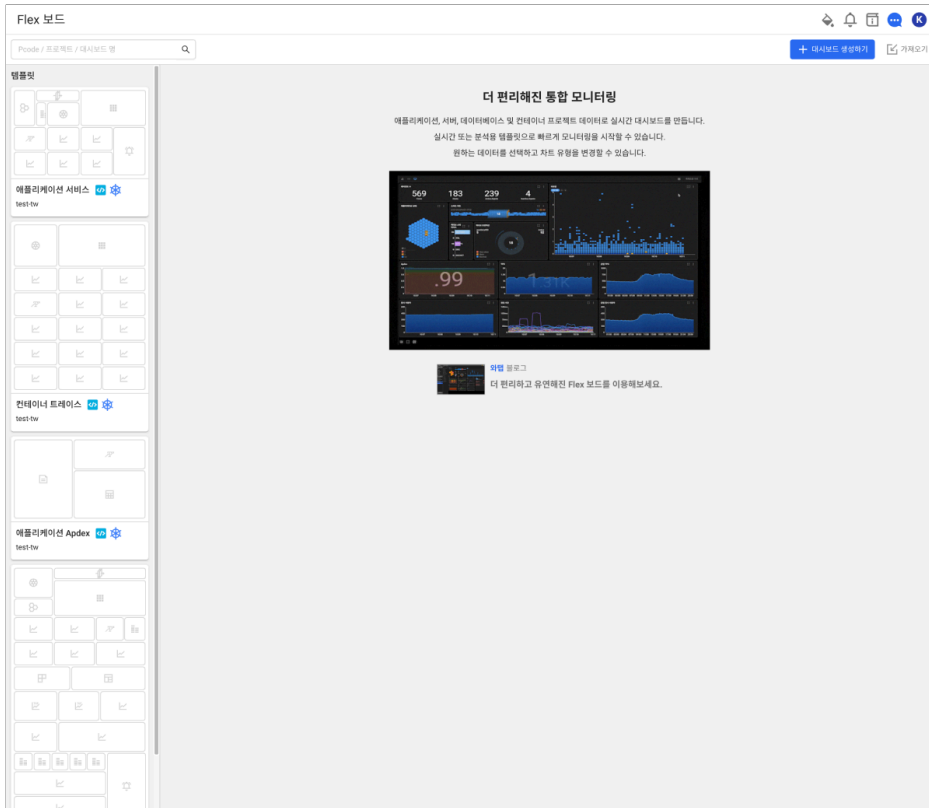 Flex 보드
K
Pcode / 프로젝트 / 대시보드 명
대시보드 생성하기
가져오기
템플릿
애플리케이션 서비스
test-tw
컨테이너 트레이스
test-tw
애플리케이션 Apdex
test-tw
더 편리해진 통합 모니터링
애플리케이션, 서버, 데이터베이스 및 컨테이너 프로젝트 데이터로 실시간 대시보드를 만듭니다.
실시간 또는 분석용 템플릿으로 빠르게 모니터링을 시작할 수 있습니다.
원하는 데이터를 선택하고 차트 유형을 변경할 수 있습니다.
569
183
239
4
.99
1.31K
와탭 블로그
더 편리하고 유연해진 Flex 보드를 이용해보세요.